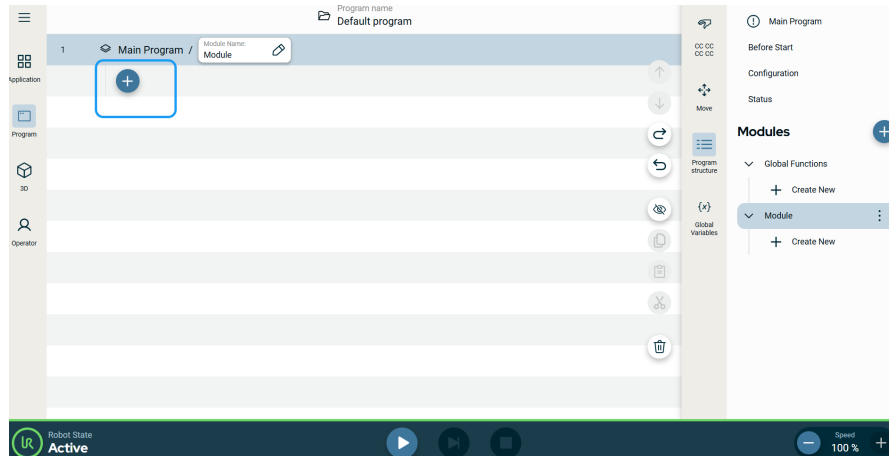 Program name
Default program
Application
Program
3D
Operator
1
Main Program /
Module Name:
Module
CC CC
CC CC
Move
Program
structure
{x}
Global
Variables
Main Program
Before Start
Configuration
Status
Modules
Global Functions
Create New
Module
Create New
Robot State
Active
Speed
100 %